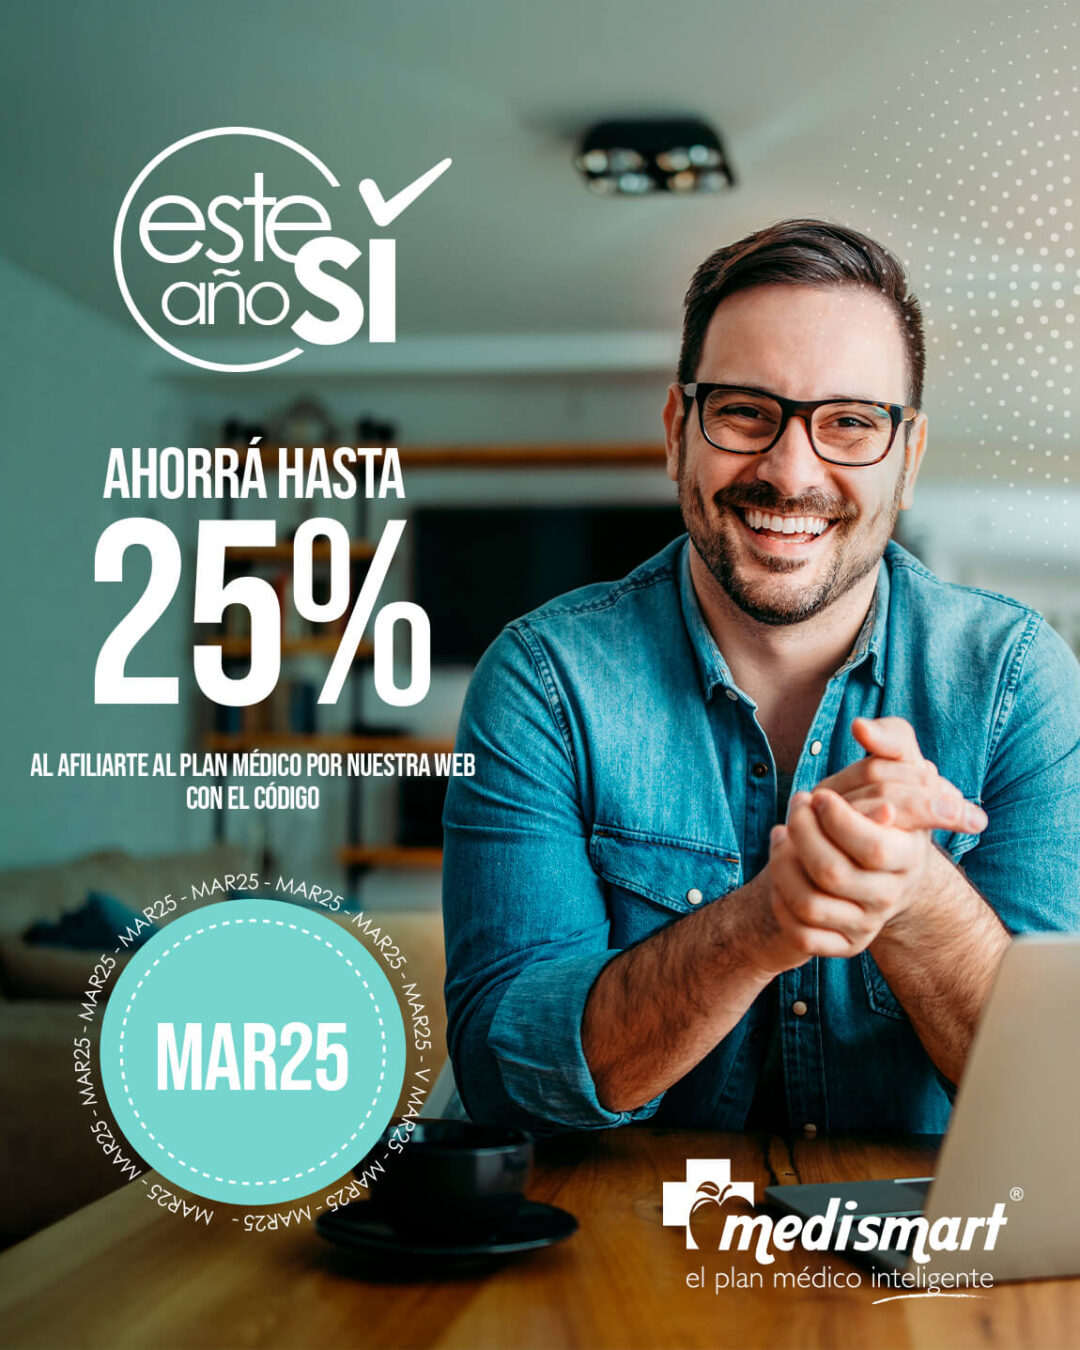 este
año SÍ
AHORRÁ HASTA
25%
AL AFILIARTE AL PLAN MÉDICO POR NUESTRA WEB
CON EL CÓDIGO
MAR25 - MAR25 - MAR25 - MAR25 - MAR25 - V MAR25 - MAR25 - MAR25 - MAR25 - MAR25 - MAR25 - MAR25 - MAR25 -
MAR25
medismart®
el plan médico inteligente